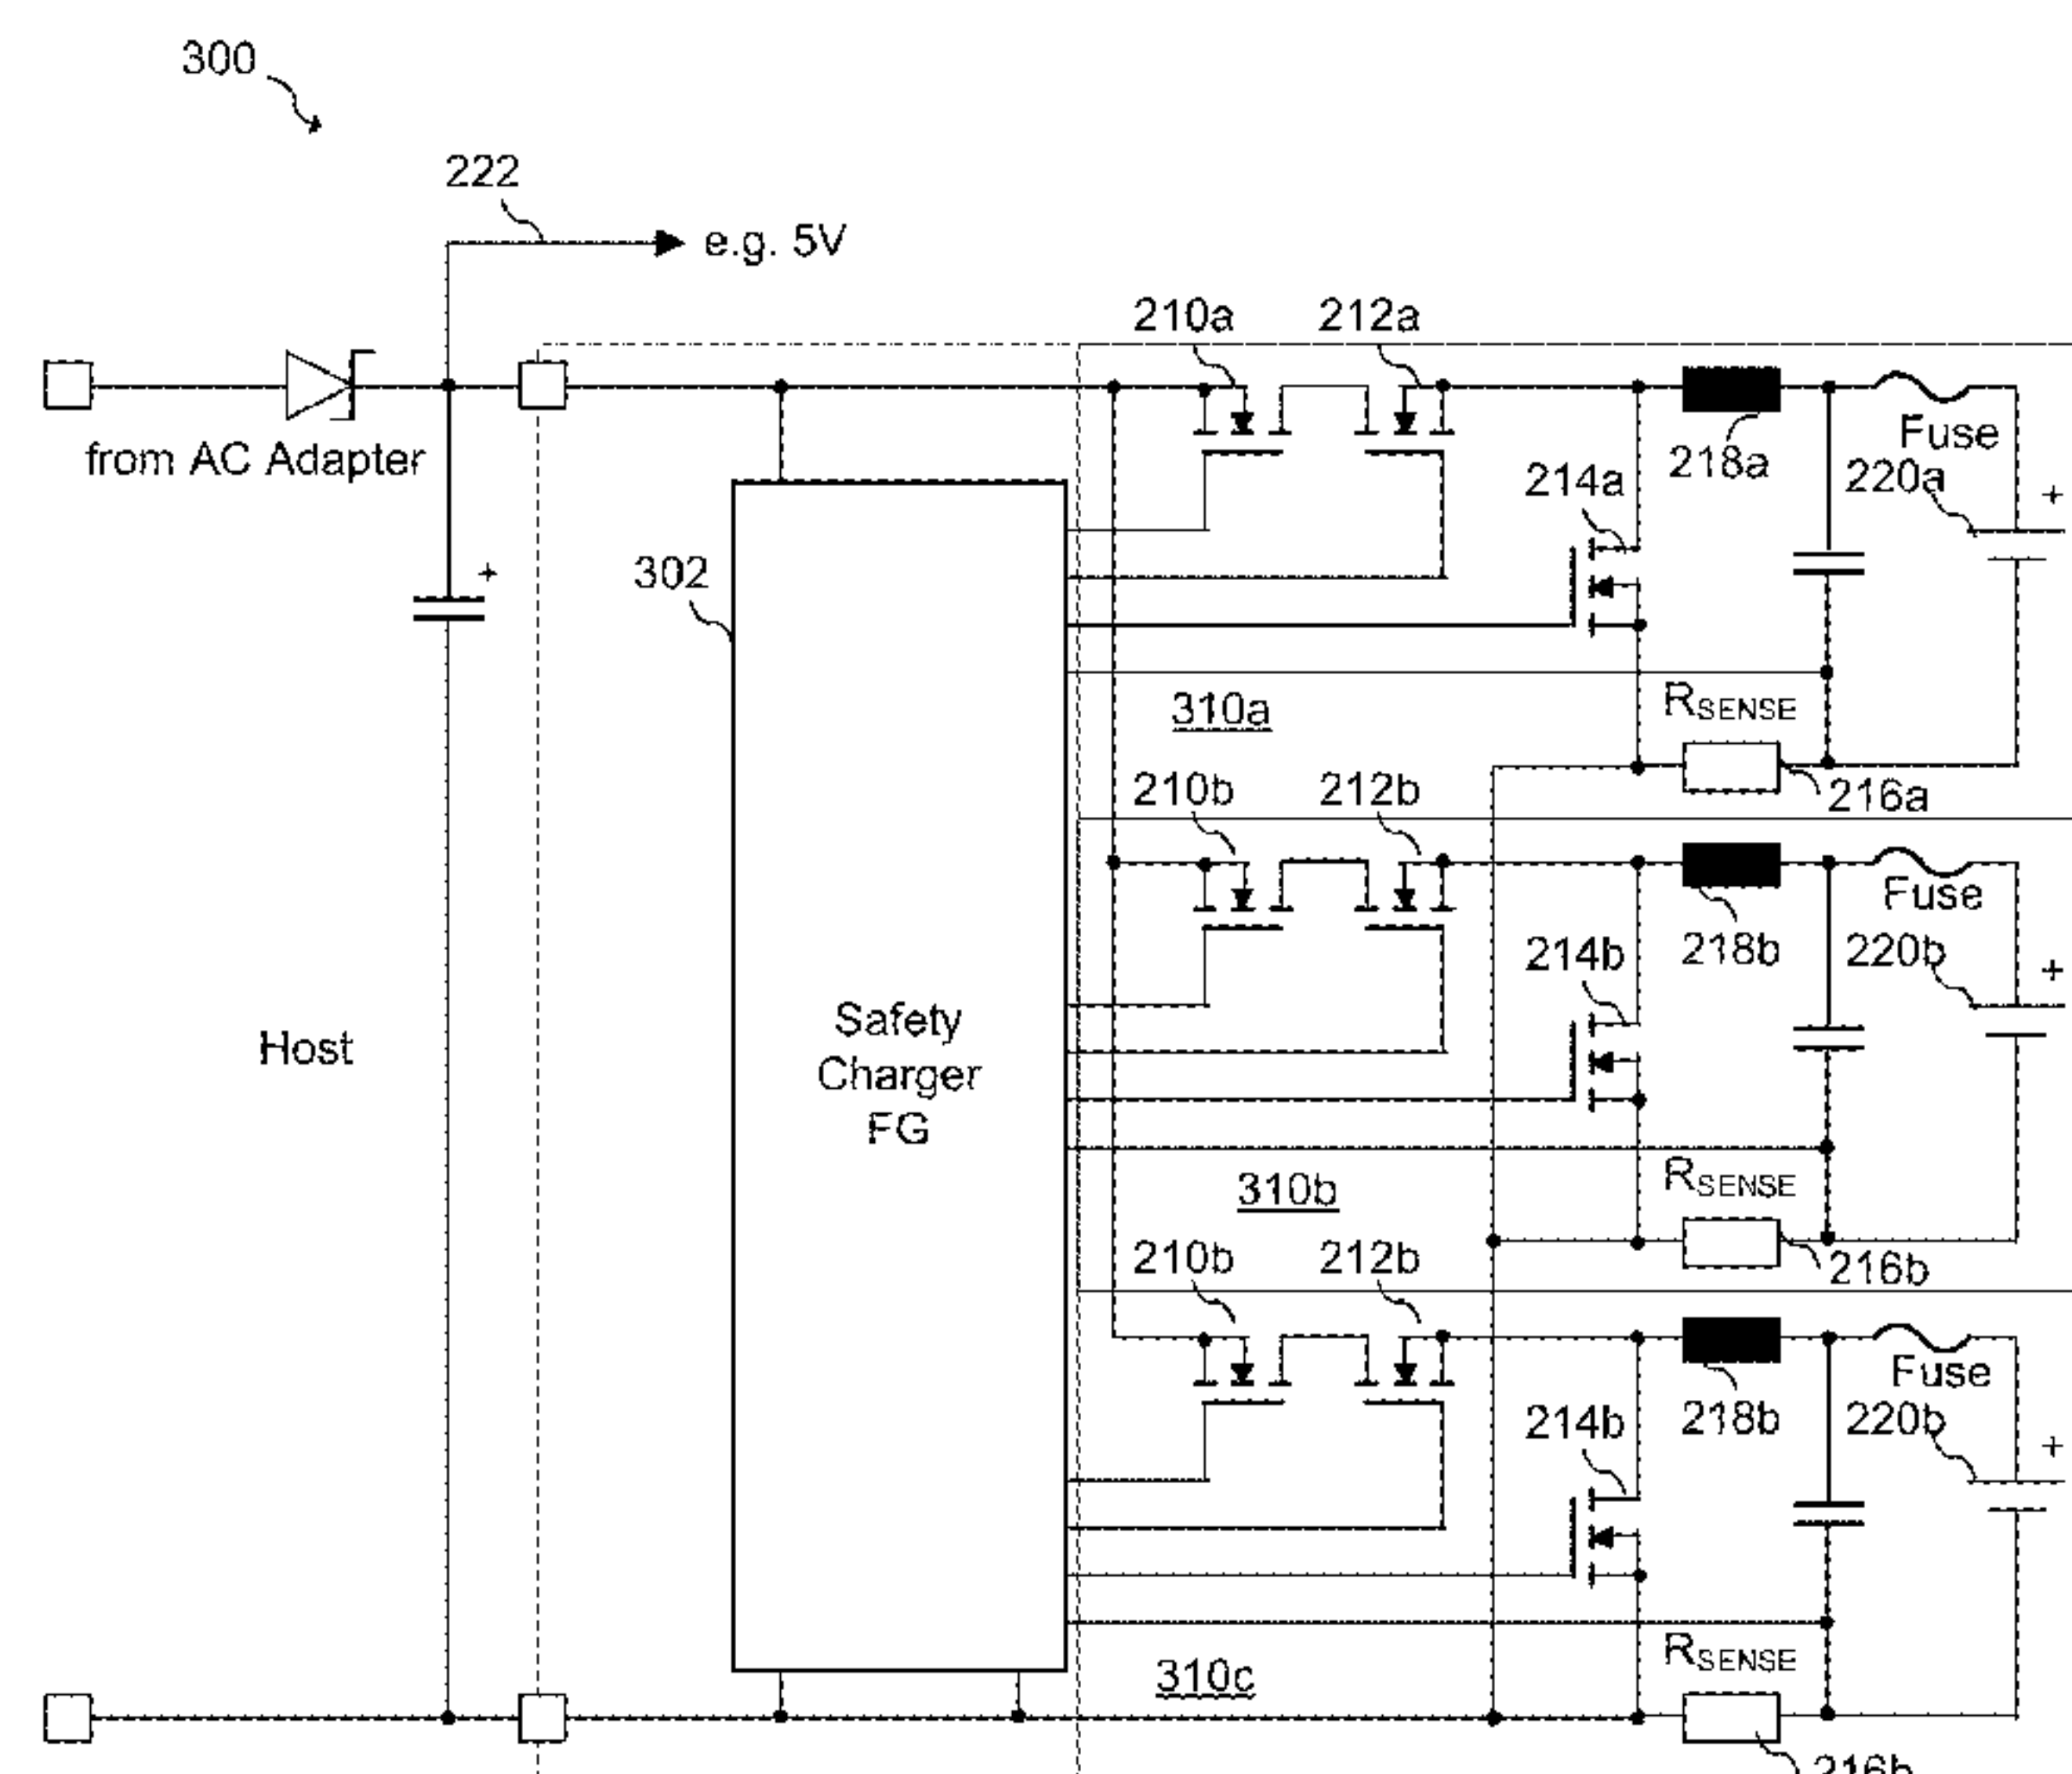 300
222
e.g. 5V
210a
212a
from AC Adapter
Fuse
218a
220a
+
214a
+
302
RSENSE
310a
216a
210b
212b
Fuse
218b
220b
+
214b
Safety
Charger
FG
Host
RSENSE
310b
216b
210b
212b
Fuse
218b
220b
+
214b
RSENSE
310c
216b